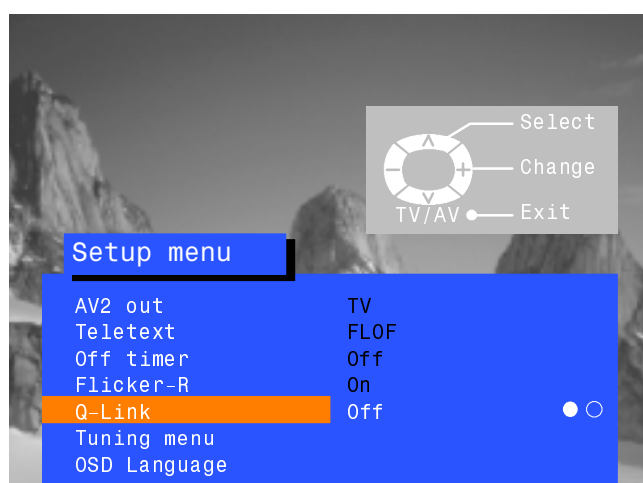 Select
Change
TV/AV Exit
Setup menu
AV2 out TV
Teletext FLOF
Off timer Off
Flicker-R On
Q-Link Off
Tuning menu
OSD Language